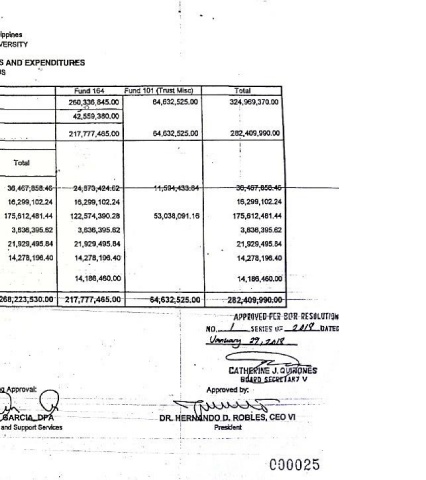 ilippines
VERSITY
S AND EXPENDITURES
DS
Fund 164 Fund 101 (Trust Misc) Total
260,336,845.00 64,632,525.00 324,969,370.00
42,559,380.00
217,777,465.00 64,632,525.00 282,409,990.00
Total
36,467,858.46 24,873,424.62 11,594,433.84 36,467,858.46
16,299,102.24 16,299,102.24 16,299,102.24
175,612,481.44 122,574,390.28 53,038,091.16 175,612,481.44
3,636,395.62 3,636,395.62 3,636,395.62
21,929,495.84 21,929,495.84 21,929,495.84
14,278,196.40 14,278,196.40 14,278,196.40
14,186,460.00 14,186,460.00
268,223,530.00 217,777,465.00 64,632,525.00 282,409,990.00
APPROVED PER BOR RESOLUTION
NO. 1 SERIES OF 2018 DATED
January 29, 2018
CATHERINE J. QUIÑONES
BOARD SECRETARY V
g Approval: Approved by:
GARCIA, DPA DR. HERNANDO D. ROBLES, CEO VI
and Support Services President
000025